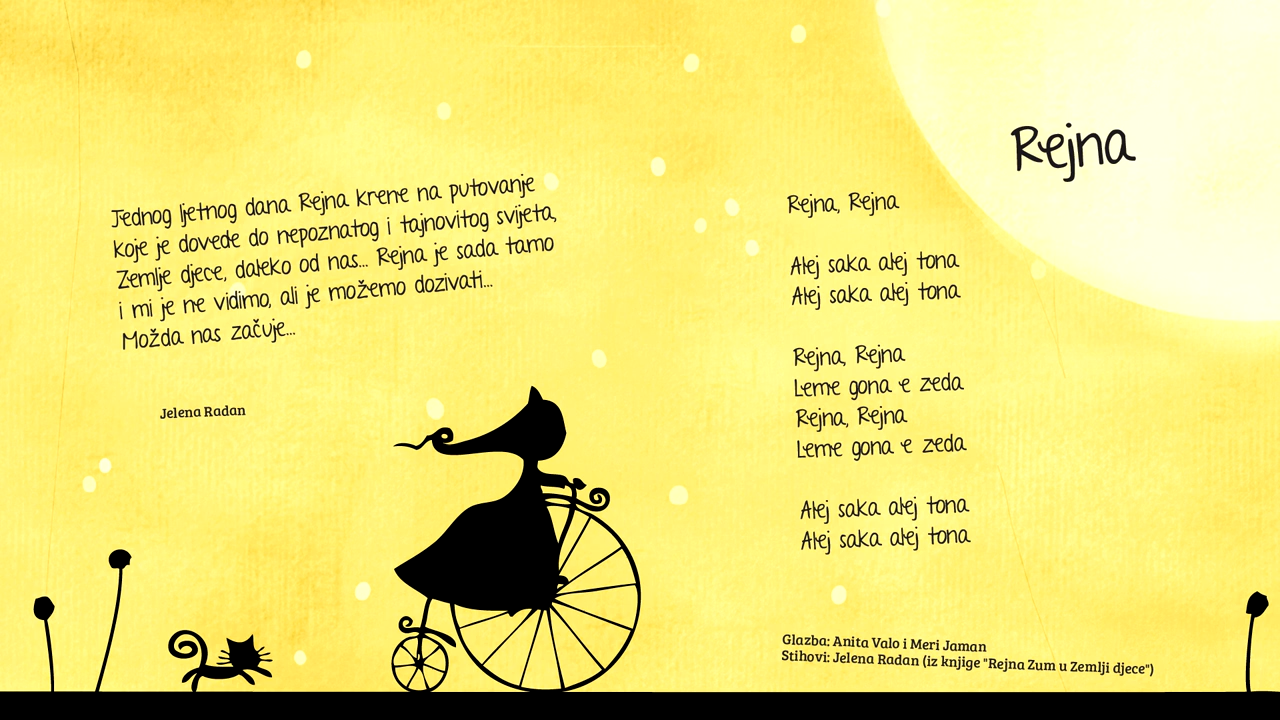 Jednog ljetnog dana Rejna krene na putovanje
koje je dovede do nepoznatog i tajnovitog svijeta,
Zemlje djece, daleko od nas... Rejna je sada tamo
i mi je ne vidimo, ali je možemo dozivati...
Možda nas začuje...
Jelena Radan
Rejna
Rejna, Rejna
Alej saka alej tona
Alej saka alej tona
Rejna, Rejna
Leme gona e zeda
Rejna, Rejna
Leme gona e zeda
Alej saka alej tona
Alej saka alej tona
Glazba: Anita Valo i Meri Jaman
Stihovi: Jelena Radan (iz knjige "Rejna Zum u Zemlji djece")